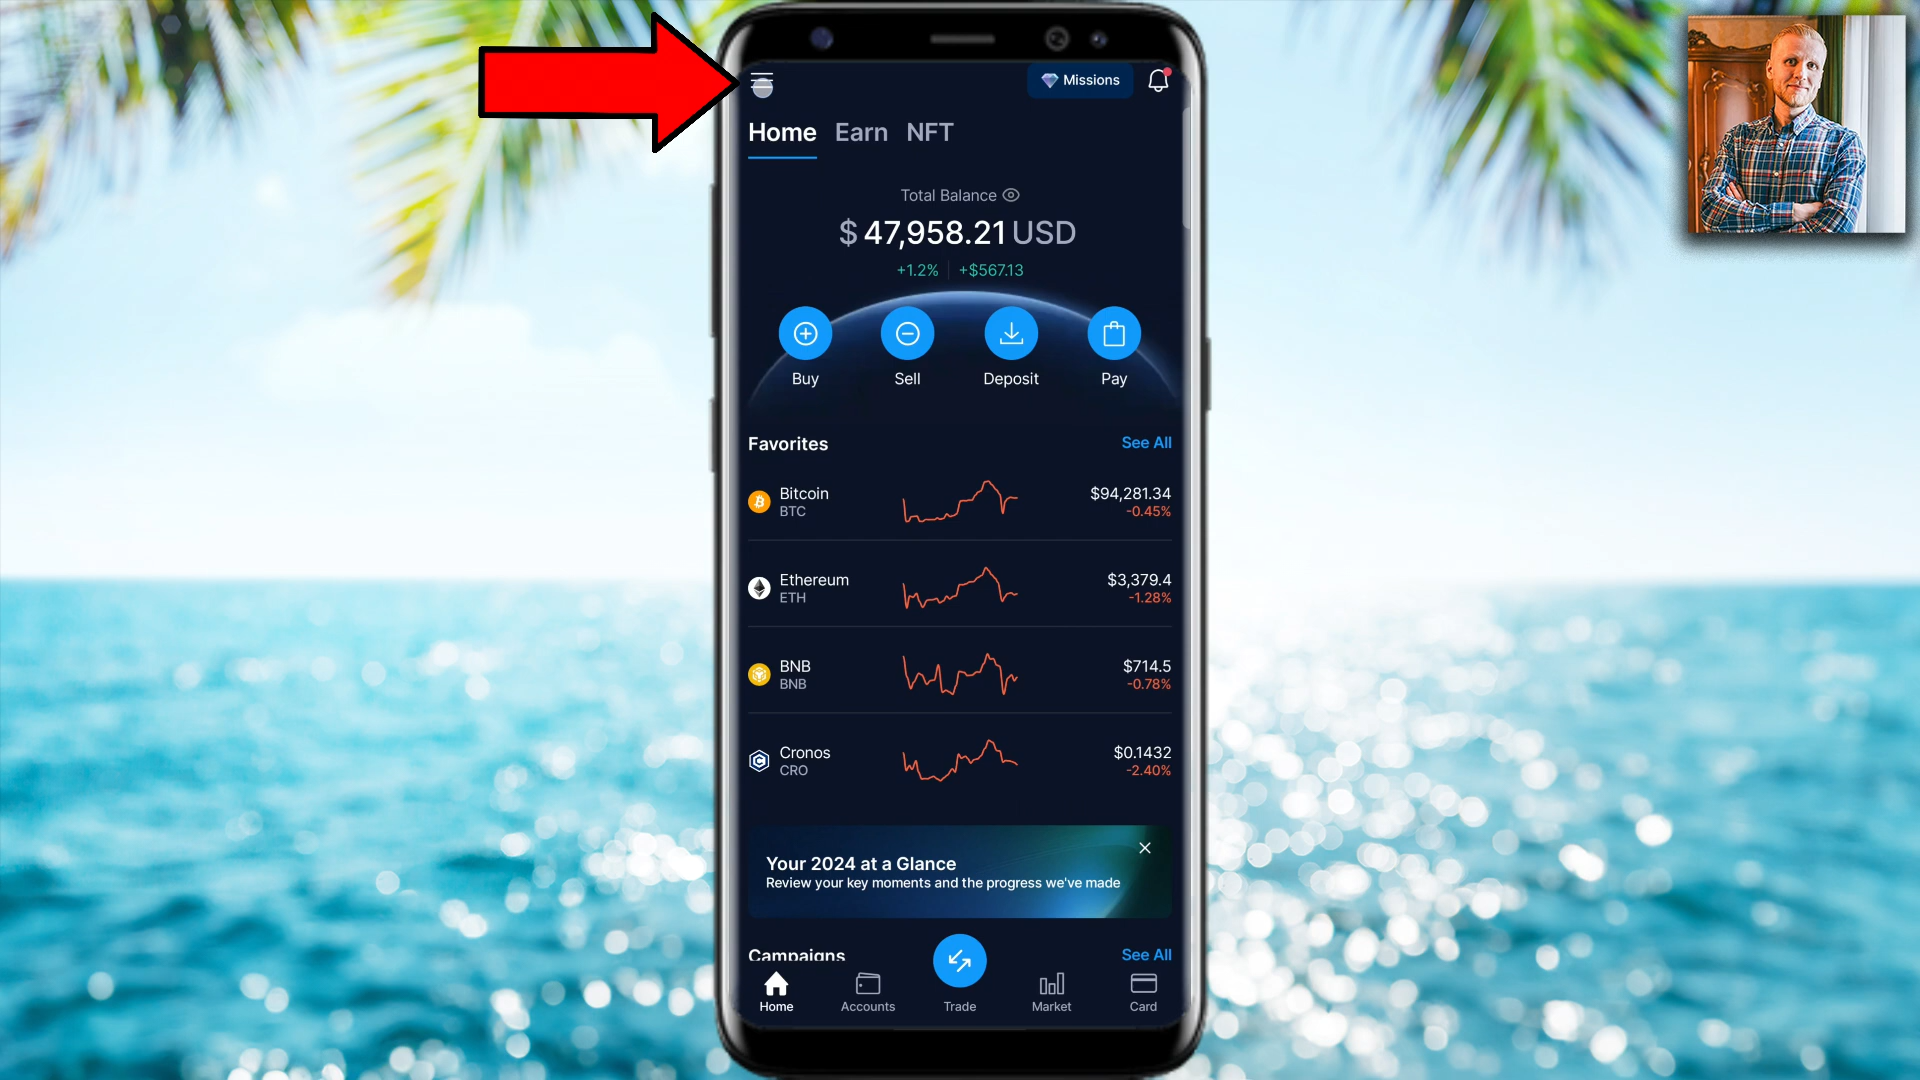 Missions
Home Earn NFT
Total Balance
$ 47,958.21 USD
+1.2% +$567.13
Buy Sell Deposit Pay
Favorites See All
Bitcoin $94,281.34
BTC -0.45%
Ethereum $3,379.4
ETH -1.28%
BNB $714.5
BNB -0.78%
Cronos $0.1432
CRO -2.40%
Your 2024 at a Glance
Review your key moments and the progress we've made
Campaigns See All
Home Accounts Trade Market Card